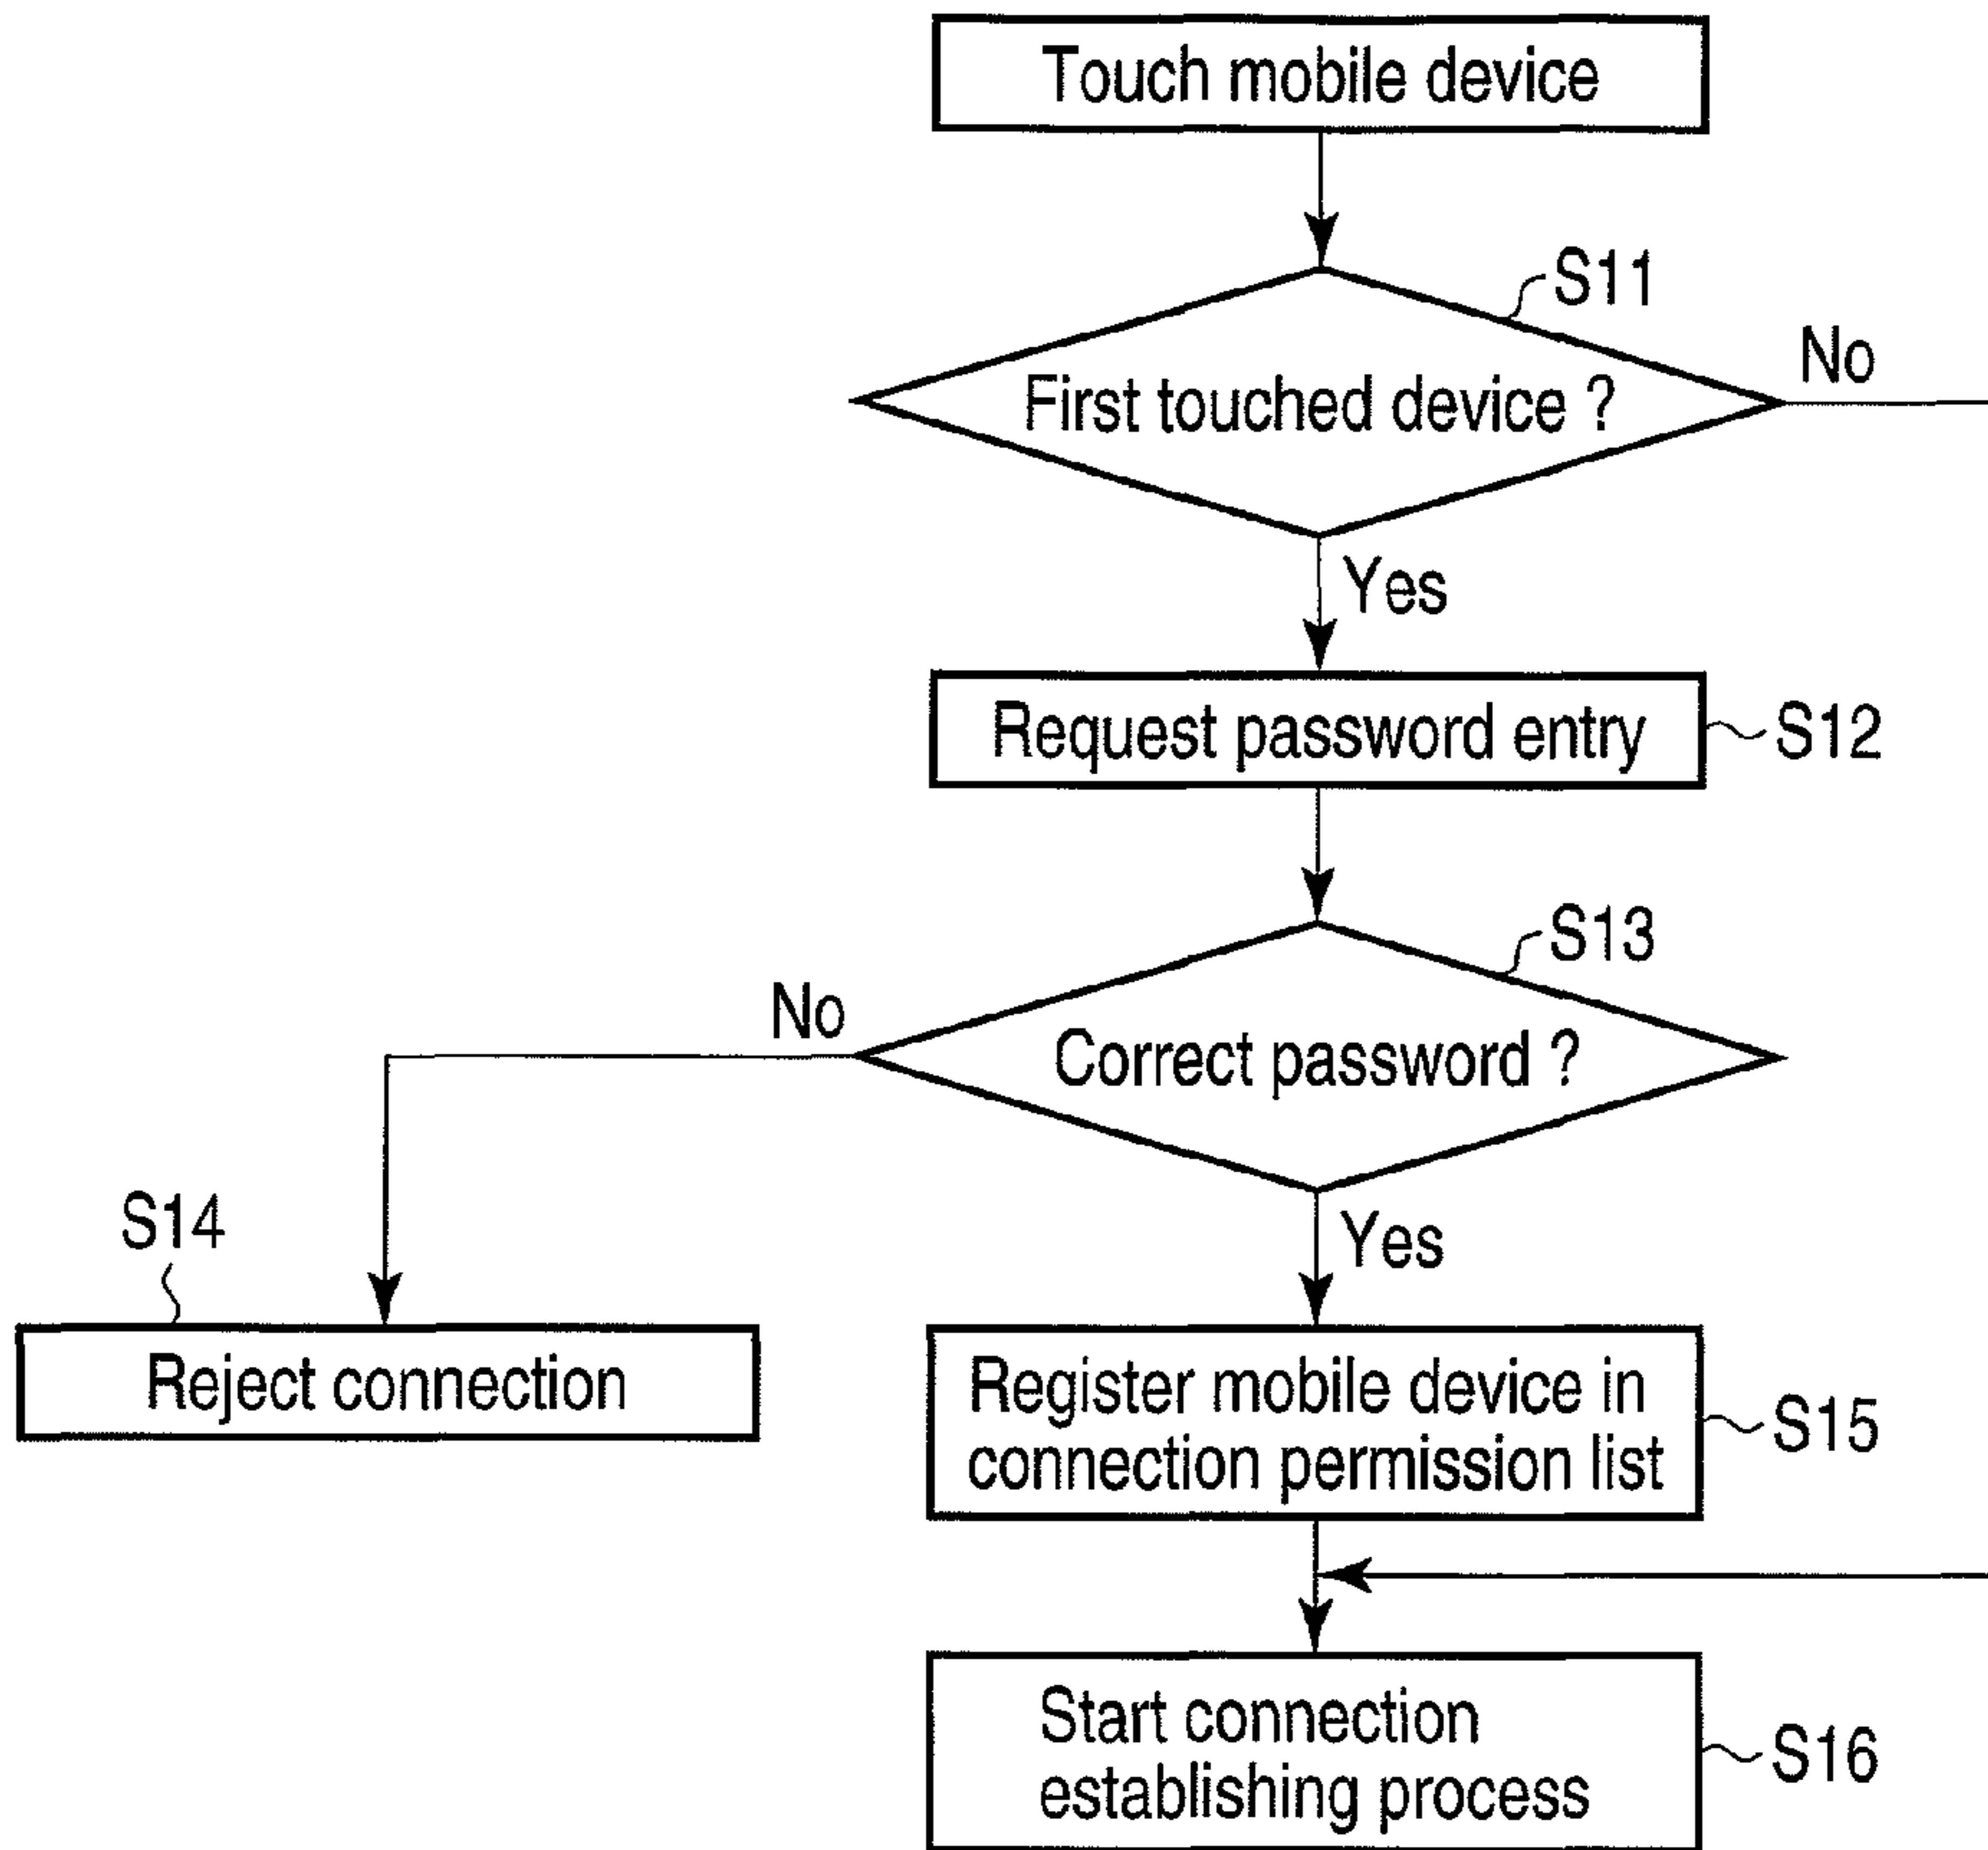 Touch mobile device
S11
No
First touched device ?
Yes
Request password entry
S12
S13
No
Correct password ?
S14
Yes
Reject connection
Register mobile device in
connection permission list
S15
Start connection
establishing process
S16